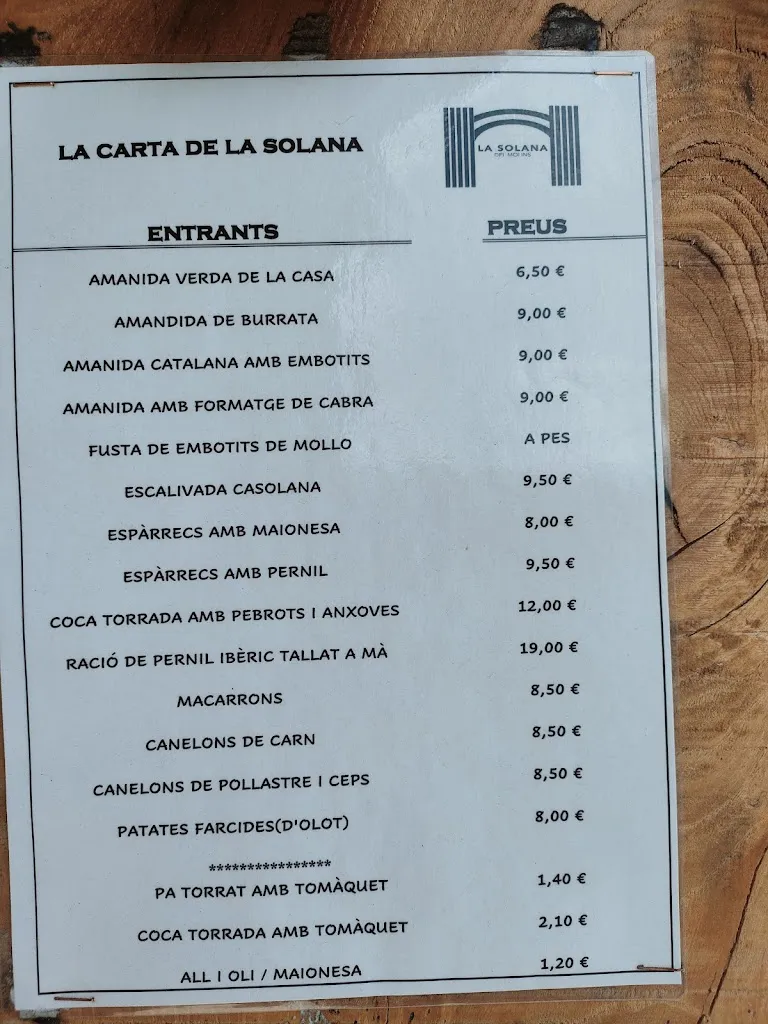 LA CARTA DE LA SOLANA
LA SOLANA
DEL MOLINS
ENTRANTS PREUS
AMANIDA VERDA DE LA CASA 6,50 €
AMANDIDA DE BURRATA 9,00 €
AMANIDA CATALANA AMB EMBOTITS 9,00 €
AMANIDA AMB FORMATGE DE CABRA 9,00 €
FUSTA DE EMBOTITS DE MOLLO A PES
ESCALIVADA CASOLANA 9,50 €
ESPÀRRECS AMB MAIONESA 8,00 €
ESPÀRRECS AMB PERNIL 9,50 €
COCA TORRADA AMB PEBROTS I ANXOVES 12,00 €
RACIÓ DE PERNIL IBÈRIC TALLAT A MÀ 19,00 €
MACARRONS 8,50 €
CANELONS DE CARN 8,50 €
CANELONS DE POLLASTRE I CEPS 8,50 €
PATATES FARCIDES(D'OLOT) 8,00 €
****************
PA TORRAT AMB TOMÀQUET 1,40 €
COCA TORRADA AMB TOMÀQUET 2,10 €
ALL I OLI / MAIONESA 1,20 €